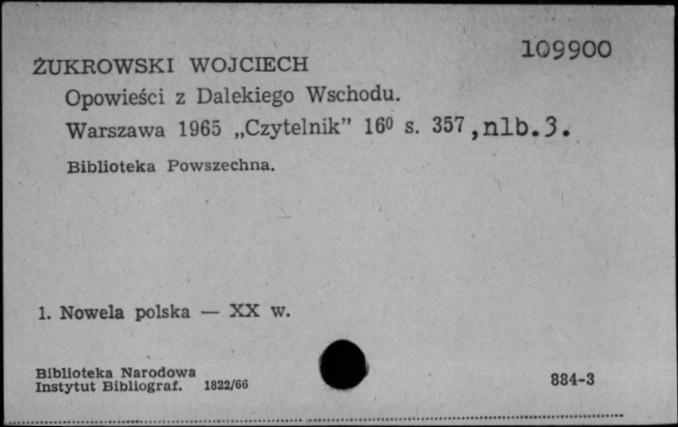 109900
ŻUKROWSKI WOJCIECH
Opowieści z Dalekiego Wschodu.
Warszawa 1965 „Czytelnik” 16⁰ s. 357,nlb.3.
Biblioteka Powszechna.
1. Nowela polska — XX w.
Biblioteka Narodowa
Instytut Bibliograf. 1822/66
884-3